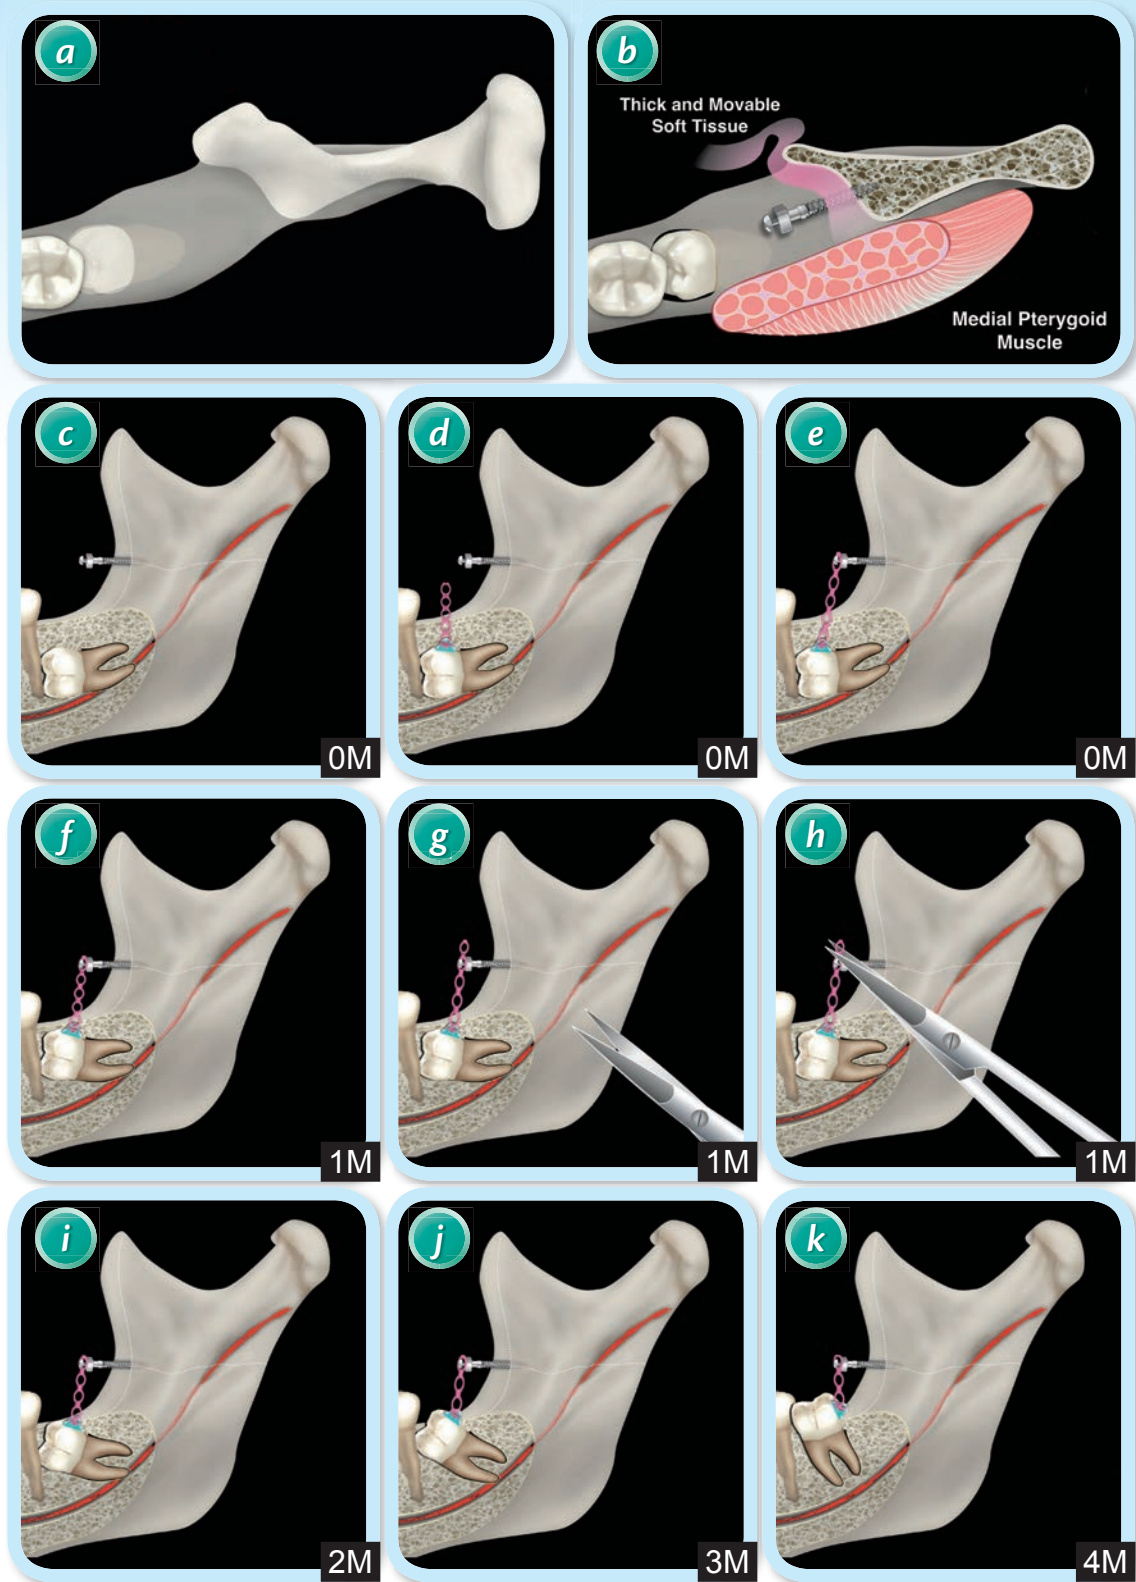 a
b
Thick and Movable
Soft Tissue
Medial Pterygoid
Muscle
c
0M
d
0M
e
0M
f
1M
g
1M
h
1M
i
2M
j
3M
k
4M